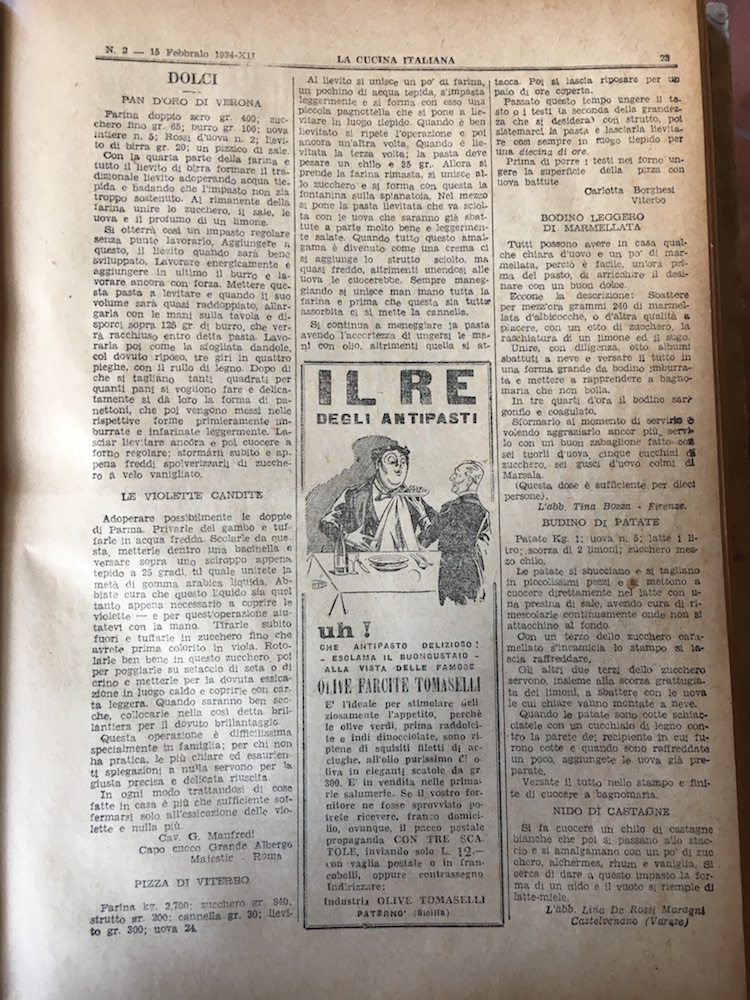 N. 2 — 15 Febbraio 1934-XII
LA CUCINA ITALIANA
23
DOLCI
PAN D'ORO DI VERONA
Farina doppio zero gr. 400; zuc-
chero fino gr. 65; burro gr. 100; uova
intiere n. 5; Rossi d'uova n. 2; lievi-
to di birra gr. 20; un pizzico di sale.
Con la quarta parte della farina e
tutto il lievito di birra formare il tra-
dizionale lievito adoperando acqua tie-
pida e badando che l'impasto non sia
troppo sostenuto. Al rimanente della
farina unire lo zucchero, il sale, le
uova e il profumo di un limone.
Si otterrà così un impasto regolare
senza punto lavorarlo. Aggiungere a
questo, il lievito quando sarà bene
sviluppato. Lavorare energicamente e
aggiungere in ultimo il burro e la-
vorare ancora con forza. Mettere que-
sta pasta a levitare e quando il suo
volume sarà quasi raddoppiato, allar-
garla con le mani sulla tavola e di-
sporci sopra 125 gr. di burro, che ver-
rà racchiuso entro della pasta. Lavo-
rarla poi come la sfogliata dandole,
col dovuto riposo, tre giri in quattro
pieghe, con il rullo di legno. Dopo di
che si tagliano tanti quadrati per
quanti pani si vogliono fare e delica-
tamente si dà loro la forma di pa-
nettoni, che poi vengono messi nelle
rispettive forme primieramente im-
burrate e infarinate leggermente. La-
sciar lievitare ancóra e poi cuocere a
forno regolare; sformarli subito e ap-
pena freddi spolverizzarli di zucche-
ro a velo vanigliato.
LE VIOLETTE CANDITE
Adoperare possibilmente le doppie
di Parma. Privarle del gambo e tuf-
farle in acqua fredda. Scolarle da que-
sta, metterle dentro una bacinella e
versare sopra uno sciroppo appena
tepido a 25 gradi, al quale unirete la
metà di gomma arabica liquida. Ab-
biate cura che questo liquido sia quel
tanto appena necessario a coprire le
violette — e per quest'operazione aiu-
tatevi con la mano. Tirarle subito
fuori e tuffarle in zucchero fino che
avrete prima colorito in viola. Roto-
larle ben bene in questo zucchero, poi
per poggiarle su setaccio di seta o di
crino e metterle per la dovuta essica-
zione in luogo caldo e coprirle con car-
ta leggera. Quando saranno ben sec-
che, collocarle nella così detta bril-
lantiera per il dovuto brillantaggio.
Questa operazione è difficilissima
specialmente in famiglia; per chi non
ha pratica, le più chiare ed esaurien-
ti spiegazioni a nulla servono per la
giusta precisa e delicata riuscita.
In ogni modo trattandosi di cose
fatte in casa è più che sufficiente sof-
fermarsi solo all'essicazione delle vio-
lette e nulla più.
Cav. G. Manfredi
Capo cuoco Grande Albergo
Majestic - Roma
PIZZA DI VITERBO
Farina kg. 2,700; zucchero gr. 840,
strutto gr. 200; cannella gr. 30; lievi-
to gr. 300; uova 24.
Al lievito si unisce un po' di farina,
un pochino di acqua tepida, s'impasta
leggermente e si forma con esso una
piccola pagnottella che si pone a lie-
vitare in luogo tiepido. Quando è ben
lievitato si ripete l'operazione e poi
ancora un'altra volta. Quando è lie-
vitata la terza volta; la pasta deve
pesare un chilo e 35 gr. Allora si
prende la farina rimasta, si unisce al-
lo zucchero e si forma con questa la
fontanina sulla spianatoia. Nel mezzo
si pone la pasta lievitata che va sciol-
ta con le uova che saranno già sbat-
tute a parte molto bene e leggermen-
te salate. Quando tutto questo amal-
gama è divenuto come una crema ci
si aggiunge lo strutto sciolto, ma
quasi freddo, altrimenti unendosi alle
uova le cuocerebbe. Sempre maneg-
giando si unisce man mano tutta la
farina e prima che questa sia tutta
assorbita ci si mette la cannella.
Si continua a meneggiare la pasta
avendo l'accortezza di ungersi le ma-
ni con olio, altrimenti quella si at-
IL RE
DEGLI ANTIPASTI
uh!
CHE ANTIPASTO DELIZIOSO!
- ESCLAMA IL BUONGUSTAIO -
ALLA VISTA DELLE FAMOSE
OLIVE FARCITE TOMASELLI
E' l'ideale per stimolare deli-
ziosamente l'appetito, perchè
le olive verdi, prima raddolci-
te e indi dinocciolate, sono ri-
piene di squisiti filetti di ac-
ciughe, all'olio purissimo di o-
liva in eleganti scatole da gr.
300. E' in vendita nelle prima-
rie salumerie. Se il vostro for-
nitore ne fosse sprovvisto po-
trete ricevere, franco domici-
lio, ovunque, il pacco postale
propaganda CON TRE SCA-
TOLE, inviando solo L. 12.—
con vaglia postale o in fran-
cobolli, oppure contrassegno
Indirizzare:
Industria OLIVE TOMASELLI
PATERNO' (Sicilia)
tacca. Poi si lascia riposare per un
paio di ore coperta.
Passato questo tempo ungere il te-
sto o i testi (a seconda della grandez-
za che si desidera) con strutto, poi
sistemarci la pasta e lasciarla lievita-
re così sempre in luogo tiepido per
una diecina di ore.
Prima di porre i testi nel forno un-
gere la superficie della pizza con
uova battute
Carlotta Borghesi
Viterbo
BODINO LEGGERO
DI MARMELLATA
Tutti possono avere in casa qual-
che chiara d'uovo e un po' di mar-
mellata, perciò è facile, un'ora pri-
ma del pasto, di arricchire il desi-
nare con un buon dolce.
Eccone la descrizione: Sbattere
per mezz'ora grammi 240 di marmel-
lata d'albicocche, o d'altra qualità a
piacere, con un etto di zucchero, la
rachiatura di un limone ed il sugo.
Unire, con diligenza, otto albumi
sbattuti a neve e versare il tutto in
una forma grande da bodino imburra-
ta e mettere a rapprendere a bagno-
maria che non bolla.
In tre quarti d'ora il bodino sarà
gonfio e coagulato.
Sformarlo al momento di servirlo e
volendo aggraziarlo ancor più, servi-
lo con un buon zabaglione fatto con
sei tuorli d'uova, cinque cucchini di
zucchero, sei gusci d'uovo colmi di
Marsala.
(Questa dose è sufficiente per dieci
persone).
L'abb. Tina Bozza - Firenze.
BUDINO DI PATATE
Patate Kg. 1; uova n. 5; latte 1 li-
tro; scorza di 2 limoni; zucchero mez-
zo chilo.
Le patate si sbucciano e si tagliano
in piccolissimi pezzi e si mettono a
cuocere direttamente nel latte con u-
na presina di sale, avendo cura di ri-
mescolarle continuamente onde non si
attacchino al fondo.
Con un terzo dello zucchero cara-
mellato s'incamicia lo stampo e si la-
scia raffreddare.
Gli altri due terzi dello zucchero
servono, insieme alla scorza grattugia-
ta dei limoni, a sbattere con le uova
le cui chiare vanno montate a neve.
Quando le patate sono cotte schiac-
ciatele con un cucchiaio di legno con-
tro la parete del recipiente in cui fu-
rono cotte e quando sono raffreddate
un poco, aggiungete le uova già pre-
parate.
Versate il tutto nello stampo e fini-
te di cuocere a bagnomaria.
NIDO DI CASTAGNE
Si fa cuocere un chilo di castagne
bianche che poi si passano allo stac-
cio e si amalgamano con un po' di zuc
chero, alchermes, rhum e vaniglia. Si
cerca di dare a questo impasto la for-
ma di un nido e il vuoto si riempie di
latte-miele.
L'abb. Lina De Rossi Maragni
Castelvenano (Varese)